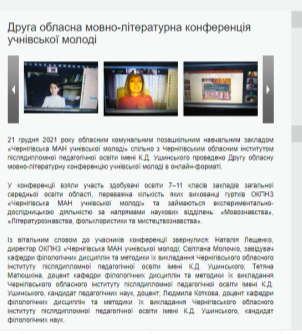 Друга обласна мовно-літературна конференція
учнівської молоді
21 грудня 2021 року обласним комунальним позашкільним навчальним закладом
«Чернігівська МАН учнівської молоді» спільно з Чернігівським обласним інститутом
післядипломної педагогічної освіти імені К.Д. Ушинського проведено Другу обласну
мовно-літературну конференцію учнівської молоді в онлайн-форматі.
У конференції взяли участь здобувачі освіти 7–11 класів закладів загальної
середньої освіти області, переважна кількість яких вихованці гуртків ОКПНЗ
«Чернігівська МАН учнівської молоді» та займаються експериментально-
дослідницькою діяльністю за напрямами наукових відділень: «Мовознавства»,
«Літературознавства, фольклористики та мистецтвознавства».
Із вітальним словом до учасників конференції звернулися: Наталія Лещенко,
директор ОКПНЗ «Чернігівська МАН учнівської молоді; Світлана Молочко, завідувач
кафедри філологічних дисциплін та методики їх викладання Чернігівського обласного
інституту післядипломної педагогічної освіти імені К.Д. Ушинського; Тетяна
Матюшкіна, доцент кафедри філологічних дисциплін та методики їх викладання
Чернігівського обласного інституту післядипломної педагогічної освіти імені К.Д.
Ушинського, кандидат педагогічних наук, доцент; Людмила Коткова, доцент кафедри
філологічних дисциплін та методики їх викладання Чернігівського обласного
інституту післядипломної педагогічної освіти імені К.Д. Ушинського, кандидат
філологічних наук.